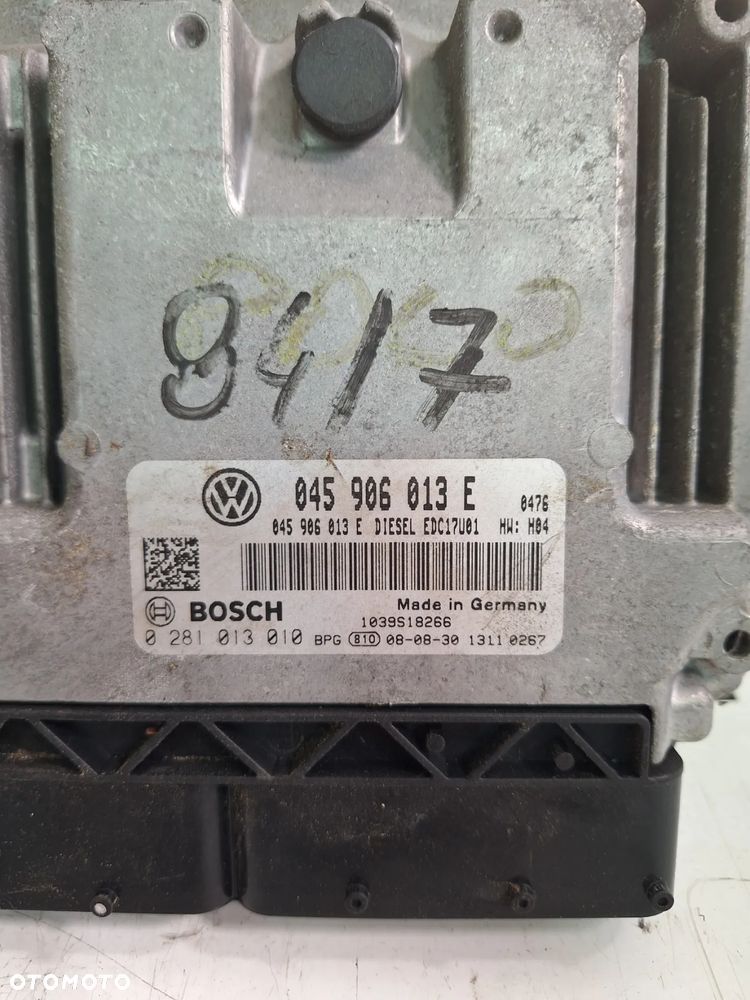 8417
045 906 013 E 0476
045 906 013 E DIESEL EDC17U01 HW: H04
BOSCH Made in Germany
1039S18266
0 281 013 010 BPG 810 08-08-30 1311 0267
OTOMOTO